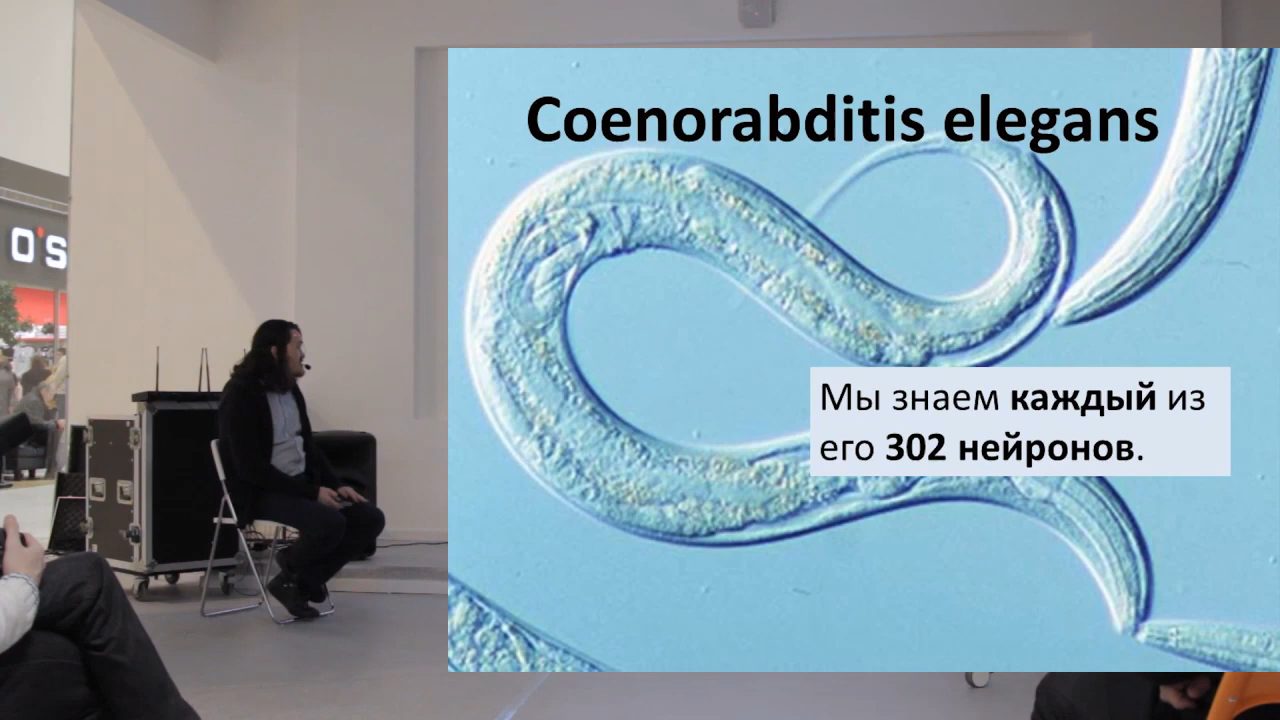 O'S
Coenorabditis elegans
Мы знаем каждый из
его 302 нейронов.